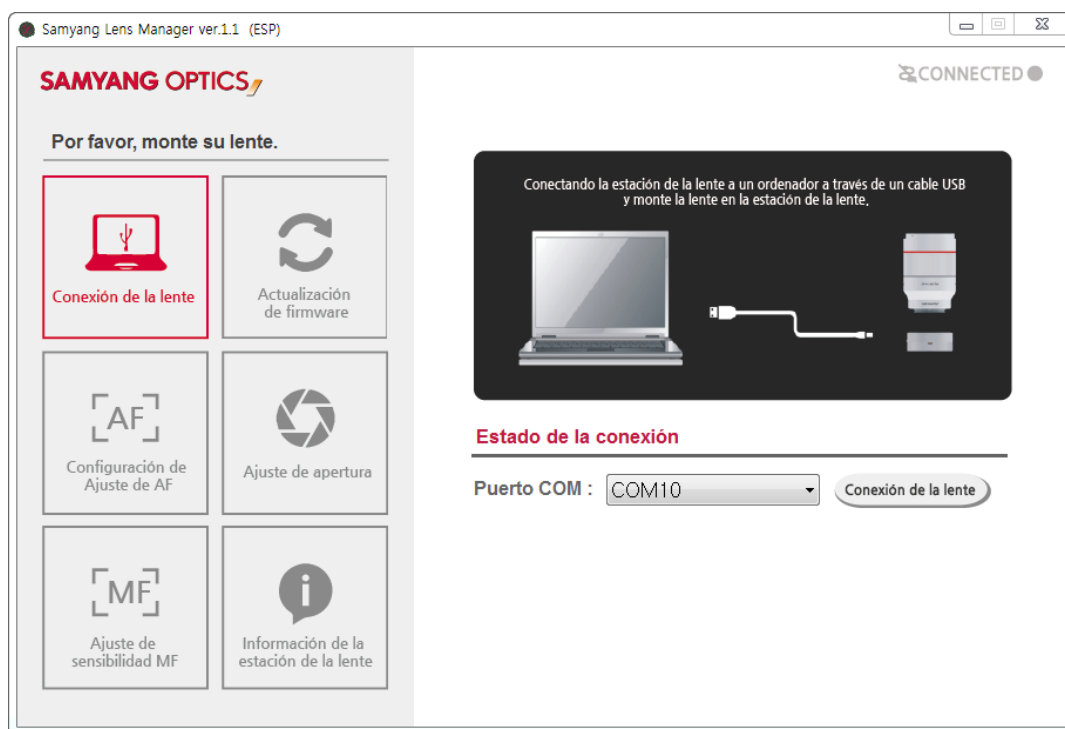 Samyang Lens Manager ver.1.1 (ESP)
SAMYANG OPTICS
CONNECTED
Por favor, monte su lente.
Conexión de la lente
Actualización
de firmware
AF
Configuración de
Ajuste de AF
Ajuste de apertura
MF
Ajuste de
sensibilidad MF
i
Información de la
estación de la lente
Conectando la estación de la lente a un ordenador a través de un cable USB
y monte la lente en la estación de la lente.
Estado de la conexión
Puerto COM : COM10
Conexión de la lente